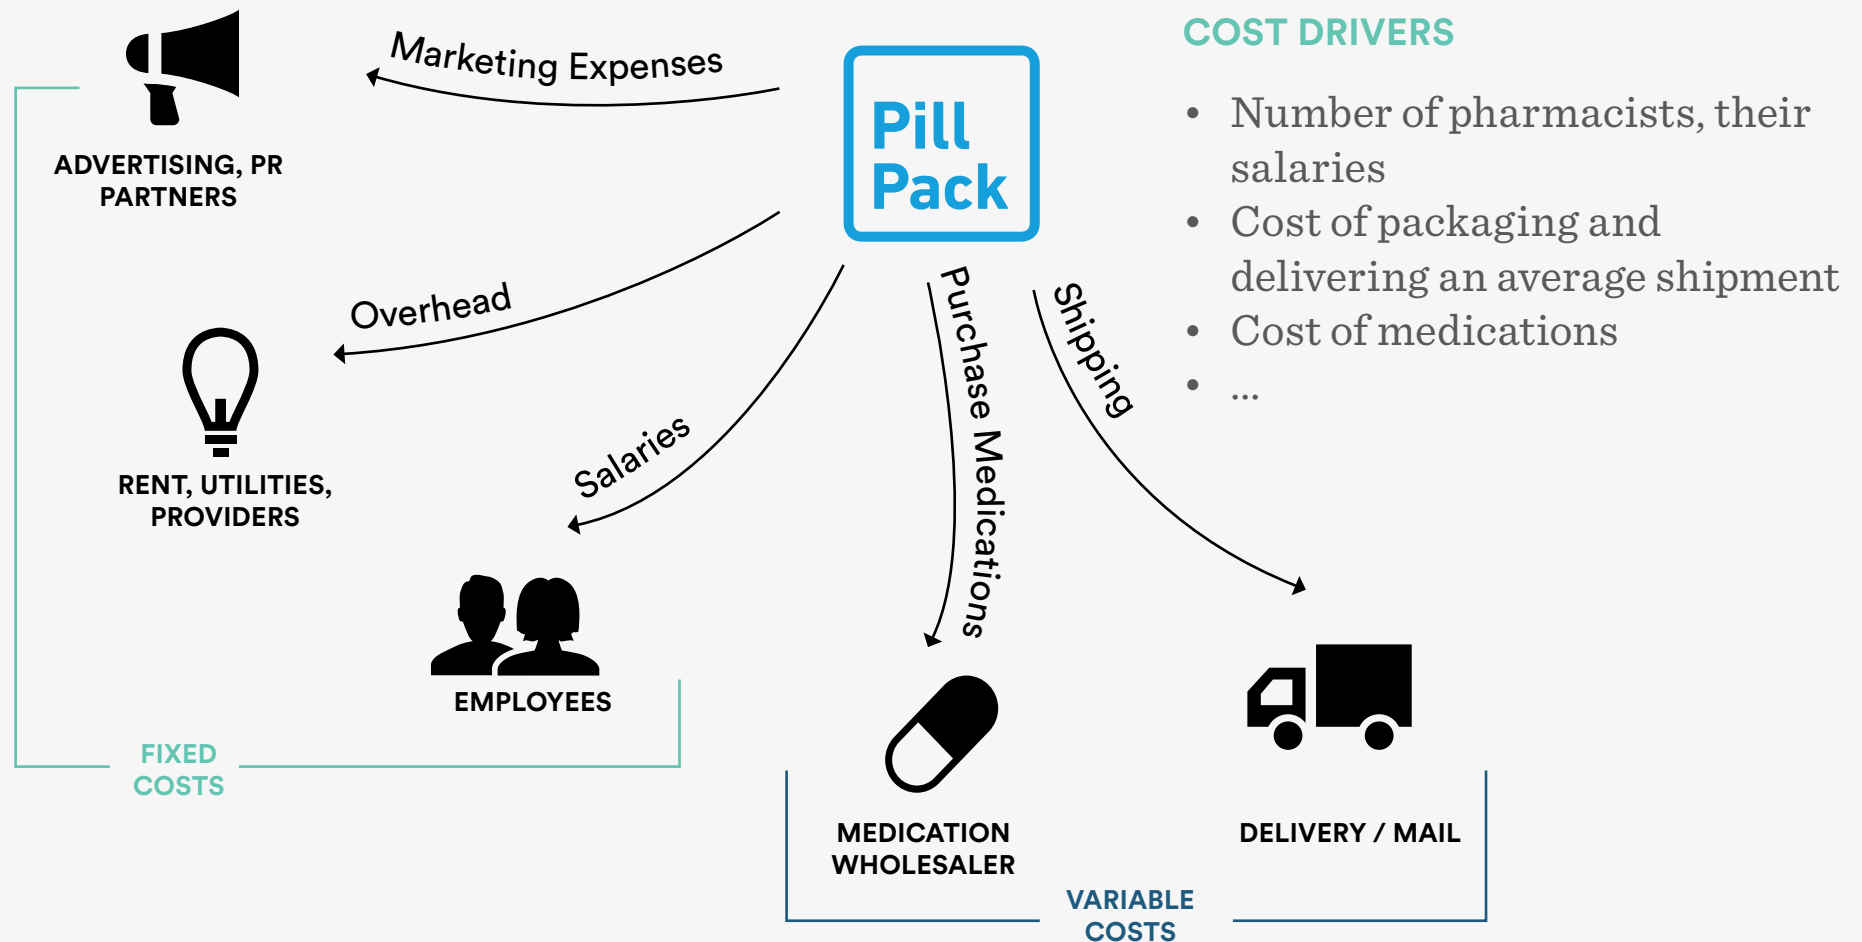 Marketing Expenses
Pill
Pack
COST DRIVERS
• Number of pharmacists, their
salaries
• Cost of packaging and
delivering an average shipment
• Cost of medications
• ...
ADVERTISING, PR
PARTNERS
Overhead
RENT, UTILITIES,
PROVIDERS
Salaries
EMPLOYEES
Purchase Medications
Shipping
FIXED
COSTS
MEDICATION
WHOLESALER
DELIVERY / MAIL
VARIABLE
COSTS